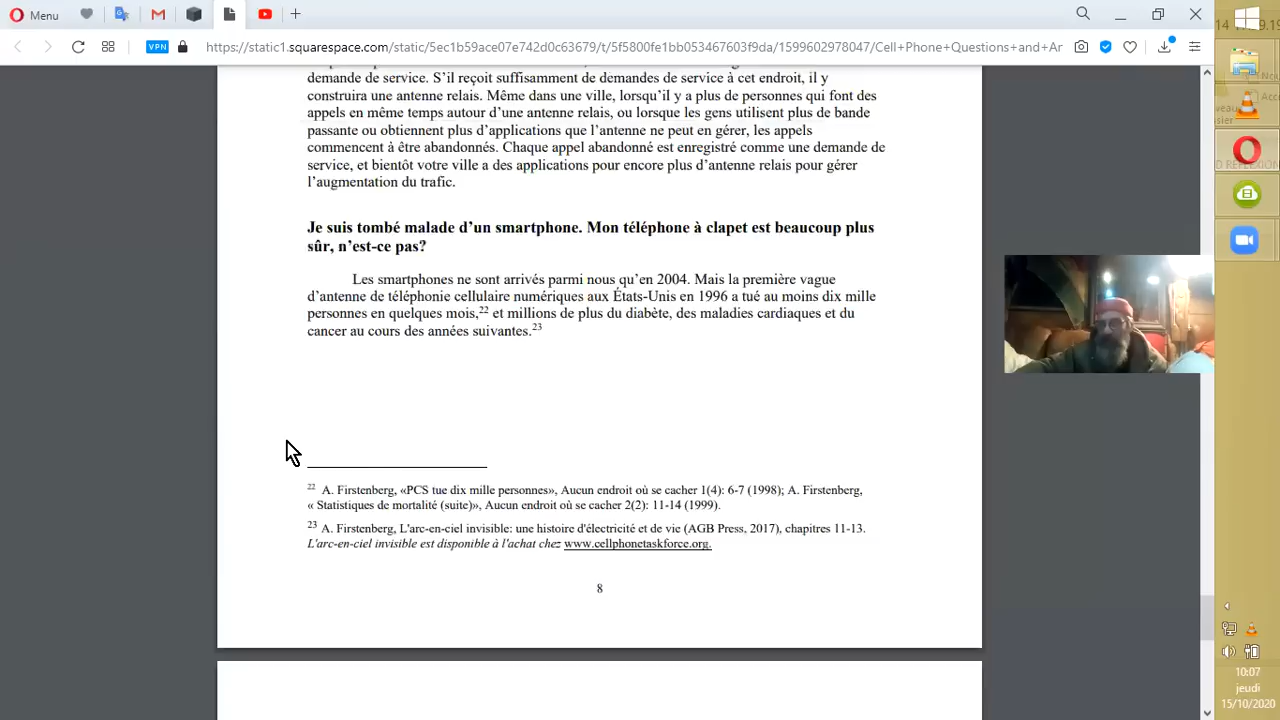 Menu
VPN
https://static1.squarespace.com/static/5ec1b59ace07e742d0c63679/t/5f5800fe1bb053467603f9da/1599602970047/Cell+Phone+Questions+and+Ar
demande de service. S'il reçoit suffisamment de demandes de service à cet endroit, il y
construira une antenne relais. Même dans une ville, lorsqu'il y a plus de personnes qui font des
appels en même temps autour d'une antenne relais, ou lorsque les gens utilisent plus de bande
passante ou obtiennent plus d'applications que l'antenne ne peut en gérer, les appels
commencent à être abandonnés. Chaque appel abandonné est enregistré comme une demande de
service, et bientôt votre ville a des applications pour encore plus d'antenne relais pour gérer
l'augmentation du trafic.
Je suis tombé malade d'un smartphone. Mon téléphone à clapet est beaucoup plus
sûr, n'est-ce pas?
Les smartphones ne sont arrivés parmi nous qu'en 2004. Mais la première vague
d'antenne de téléphonie cellulaire numériques aux États-Unis en 1996 a tué au moins dix mille
personnes en quelques mois,22 et millions de plus du diabète, des maladies cardiaques et du
cancer au cours des années suivantes.23
22 A. Firstenberg, «PCS tue dix mille personnes», Aucun endroit où se cacher 1(4): 6-7 (1998); A. Firstenberg,
« Statistiques de mortalité (suite)», Aucun endroit où se cacher 2(2): 11-14 (1999).
23 A. Firstenberg, L'arc-en-ciel invisible: une histoire d'électricité et de vie (AGB Press, 2017), chapitres 11-13.
L'arc-en-ciel invisible est disponible à l'achat chez www.cellphonetaskforce.org.
8
10:07
jeudi
15/10/2020